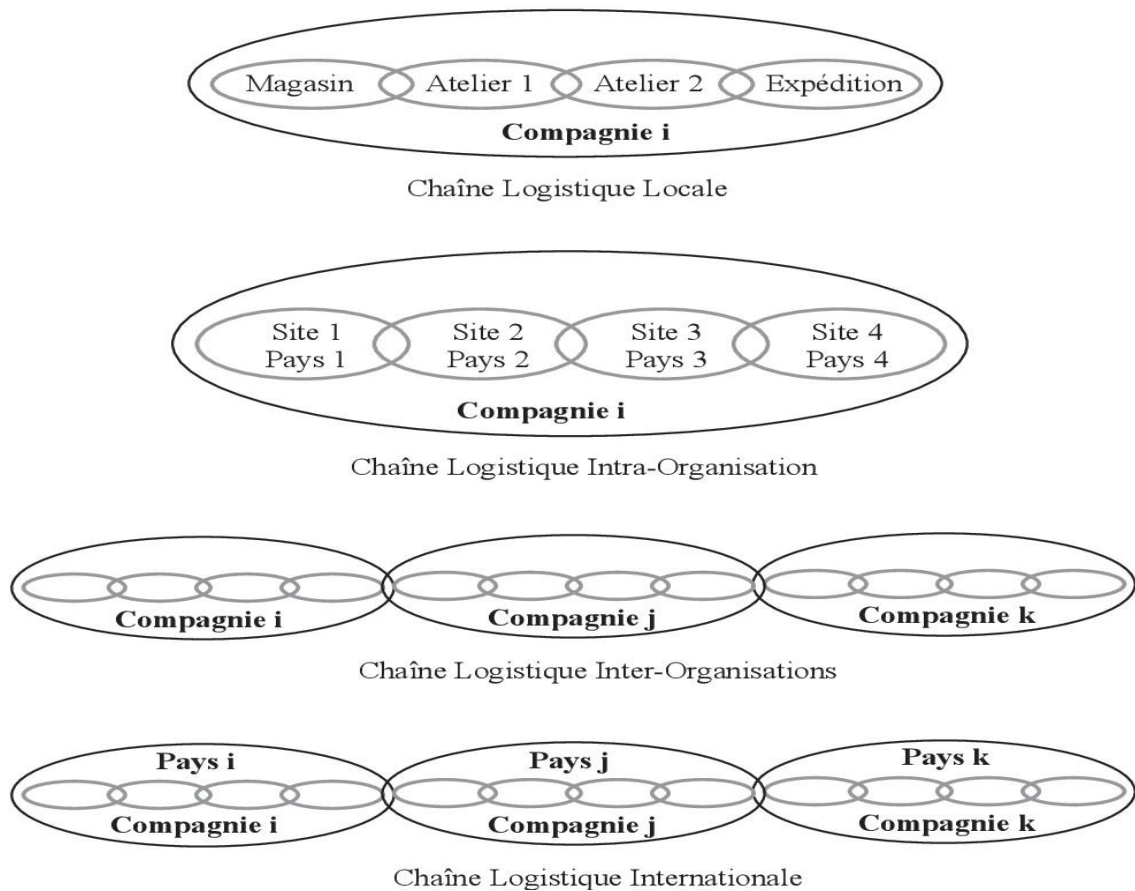 Magasin Atelier 1 Atelier 2 Expédition
Compagnie i
Chaîne Logistique Locale
Site 1 Site 2 Site 3 Site 4
Pays 1 Pays 2 Pays 3 Pays 4
Compagnie i
Chaîne Logistique Intra-Organisation
Compagnie i Compagnie j Compagnie k
Chaîne Logistique Inter-Organisations
Pays i Pays j Pays k
Compagnie i Compagnie j Compagnie k
Chaîne Logistique Internationale